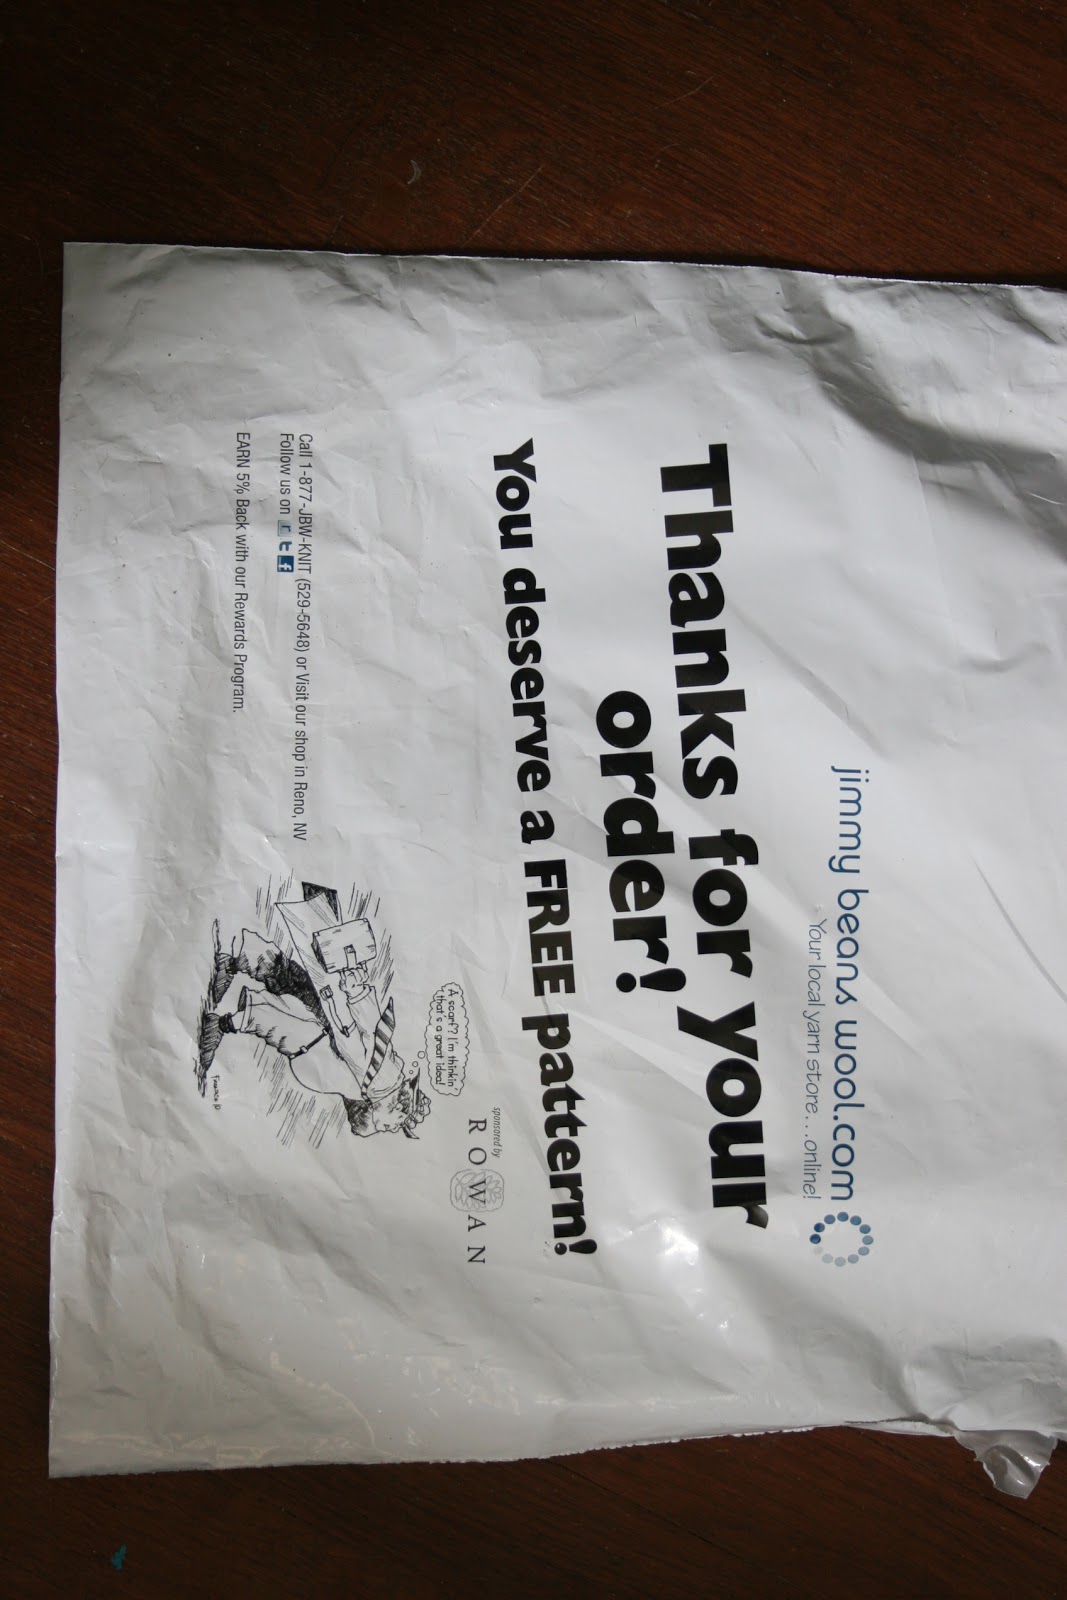 jimmy beans wool.com
Your local yarn store...online!
Thanks for your
order!
You deserve a FREE pattern!
sponsored by
ROWAN
A scarf? I'm thinkin'
that's a great idea!
Call 1-877-JBW-KNIT (529-5648) or Visit our shop in Reno, NV
Follow us on
EARN 5% Back with our Rewards Program.